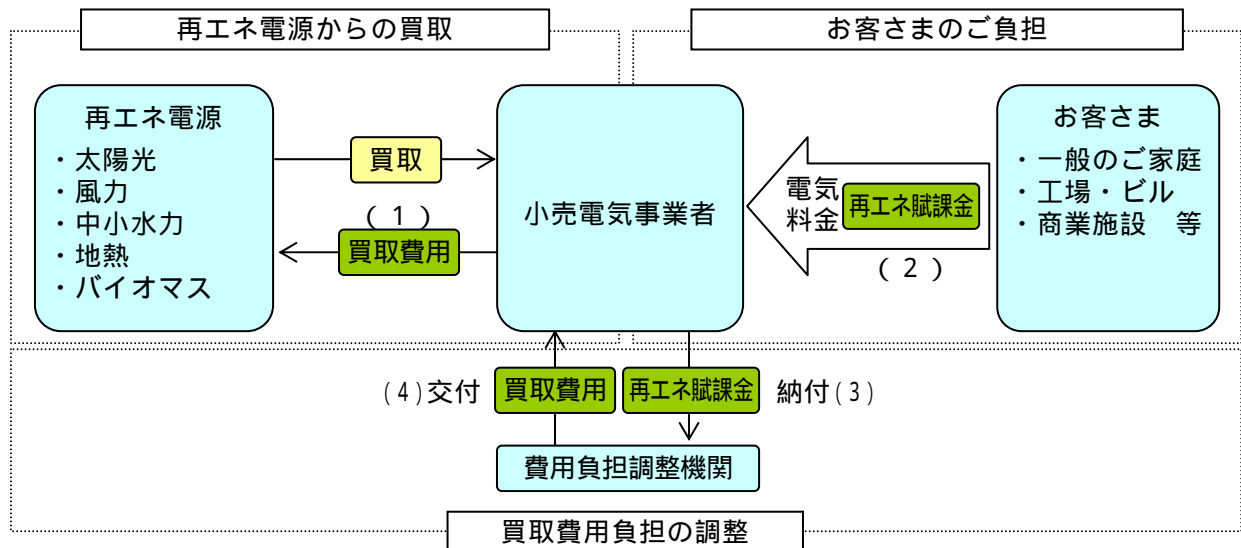 再エネ電源からの買取
お客さまのご負担
再エネ電源
・太陽光
・風力
・中小水力
・地熱
・バイオマス
買取
(1)
買取費用
小売電気事業者
電気
料金
再エネ賦課金
(2)
お客さま
・一般のご家庭
・工場・ビル
・商業施設　等
(4)交付
買取費用
再エネ賦課金
納付(3)
費用負担調整機関
買取費用負担の調整